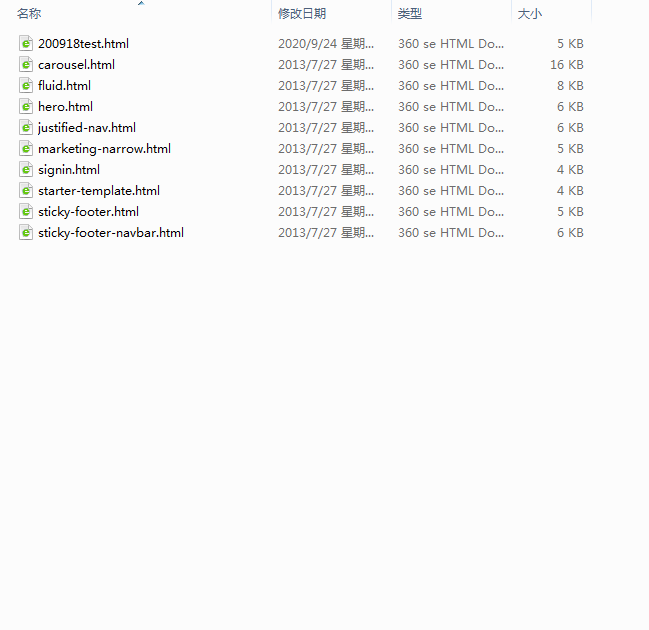 名称 修改日期 类型 大小
200918test.html 2020/9/24 星期... 360 se HTML Do... 5 KB
carousel.html 2013/7/27 星期... 360 se HTML Do... 16 KB
fluid.html 2013/7/27 星期... 360 se HTML Do... 8 KB
hero.html 2013/7/27 星期... 360 se HTML Do... 6 KB
justified-nav.html 2013/7/27 星期... 360 se HTML Do... 6 KB
marketing-narrow.html 2013/7/27 星期... 360 se HTML Do... 5 KB
signin.html 2013/7/27 星期... 360 se HTML Do... 4 KB
starter-template.html 2013/7/27 星期... 360 se HTML Do... 4 KB
sticky-footer.html 2013/7/27 星期... 360 se HTML Do... 5 KB
sticky-footer-navbar.html 2013/7/27 星期... 360 se HTML Do... 6 KB